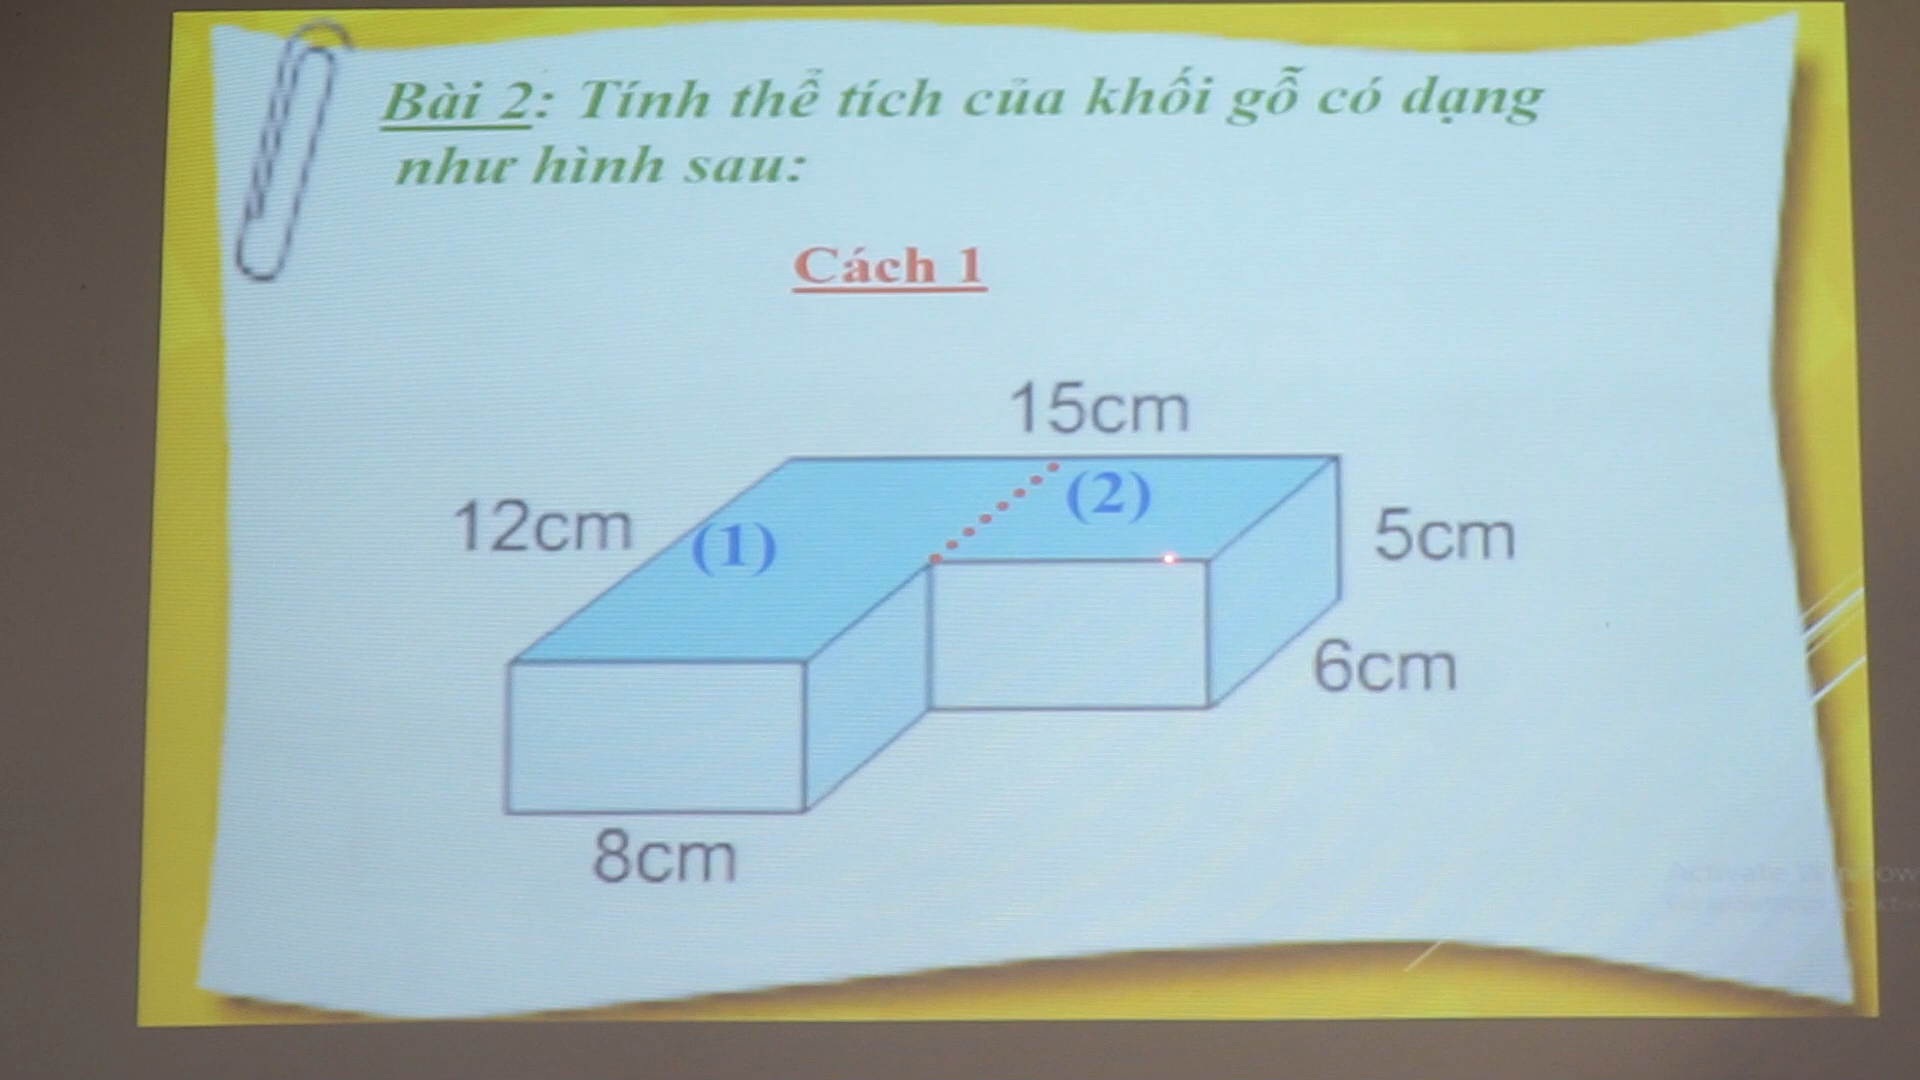 Bài 2: Tính thể tích của khối gỗ có dạng
như hình sau:
Cách 1
15cm
12cm
(1)
(2)
5cm
6cm
8cm